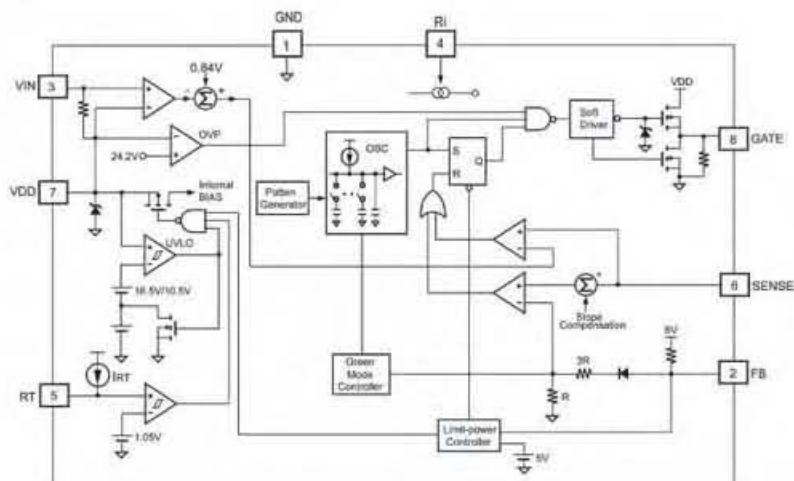 GND
1
Ri
4
VIN
3
0.84V
- Σ +
VDD
Soft
Driver
+
-
OVP
24.2V
OSC
S
Q
R
8
GATE
VDD
7
Internal
BIAS
Patten
Generator
+
-
UVLO
16.5V/10.5V
+
-
Σ
+
6
SENSE
Slope
Compensation
IRT
Green
Mode
Controller
5V
3R
2
FB
RT
5
R
+
-
1.05V
Limit-power
Controller
5V